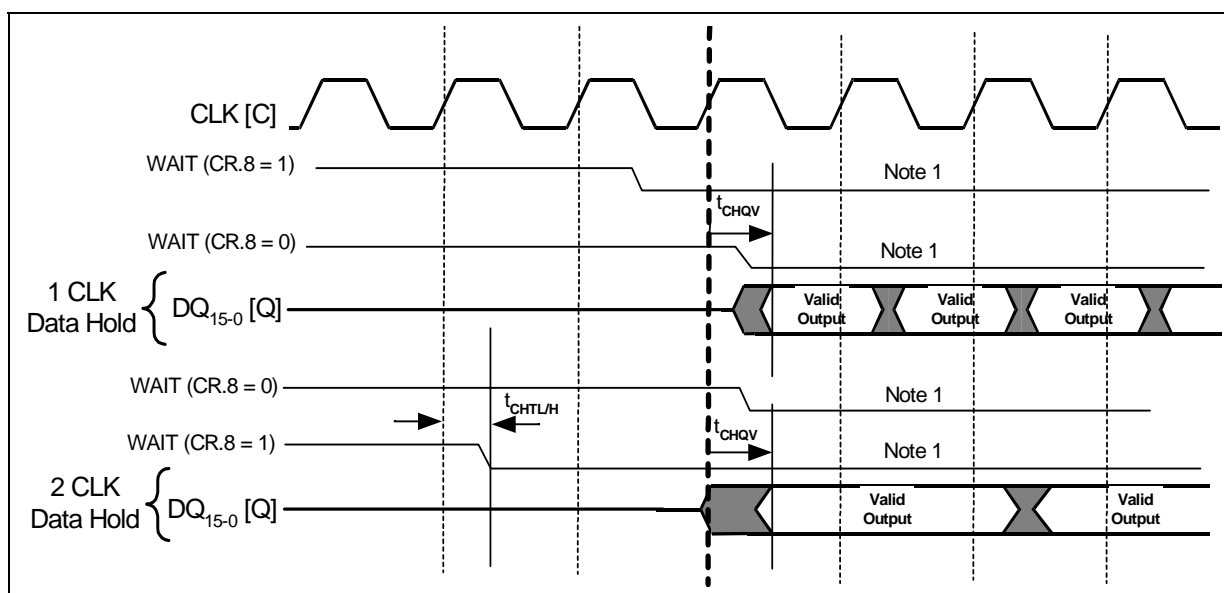 CLK [C]
WAIT (CR.8 = 1)
Note 1
tCHQV
WAIT (CR.8 = 0)
Note 1
1 CLK
Data Hold
DQ15-0 [Q]
Valid
Output
Valid
Output
Valid
Output
WAIT (CR.8 = 0)
Note 1
tCHTL/H
tCHQV
WAIT (CR.8 = 1)
Note 1
2 CLK
Data Hold
DQ15-0 [Q]
Valid
Output
Valid
Output